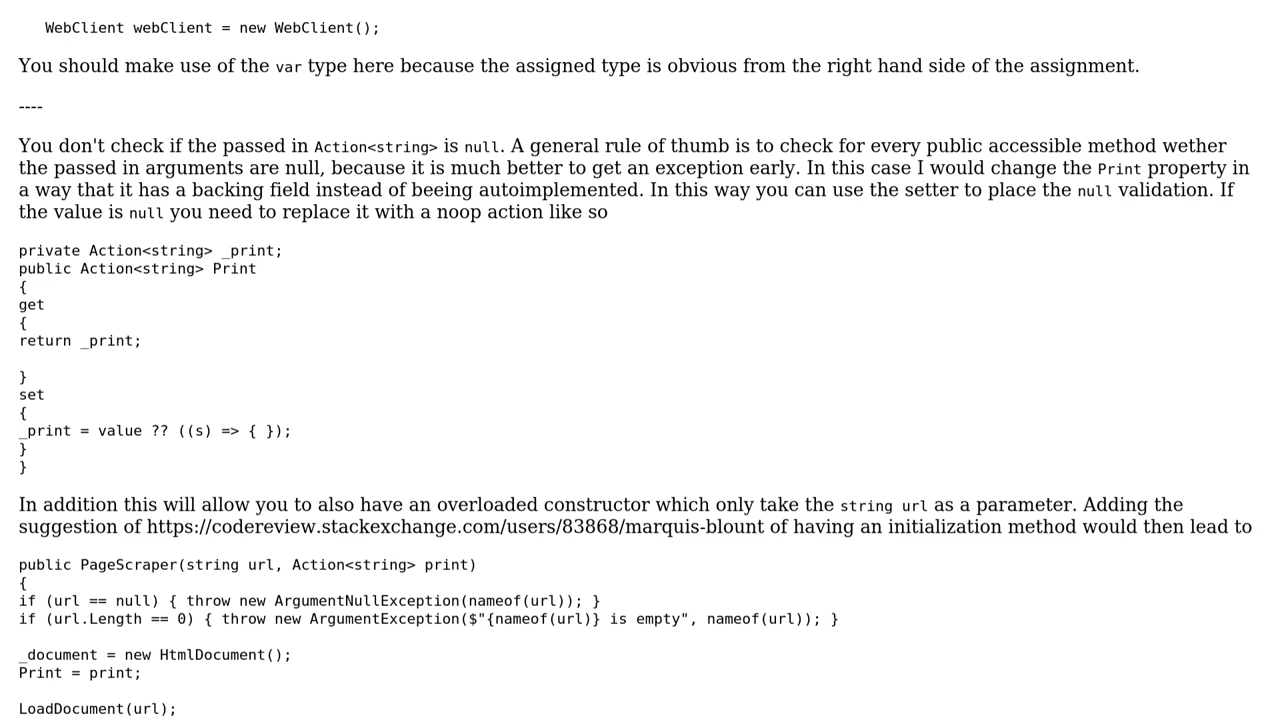 WebClient webClient = new WebClient();
You should make use of the var type here because the assigned type is obvious from the right hand side of the assignment.
----
You don't check if the passed in Action<string> is null. A general rule of thumb is to check for every public accessible method wether
the passed in arguments are null, because it is much better to get an exception early. In this case I would change the Print property in
a way that it has a backing field instead of beeing autoimplemented. In this way you can use the setter to place the null validation. If
the value is null you need to replace it with a noop action like so
private Action<string> _print;
public Action<string> Print
{
get
{
return _print;
}
set
{
_print = value ?? ((s) => { });
}
}
In addition this will allow you to also have an overloaded constructor which only take the string url as a parameter. Adding the
suggestion of https://codereview.stackexchange.com/users/83868/marquis-blount of having an initialization method would then lead to
public PageScraper(string url, Action<string> print)
{
if (url == null) { throw new ArgumentNullException(nameof(url)); }
if (url.Length == 0) { throw new ArgumentException($"{nameof(url)} is empty", nameof(url)); }
_document = new HtmlDocument();
Print = print;
LoadDocument(url);